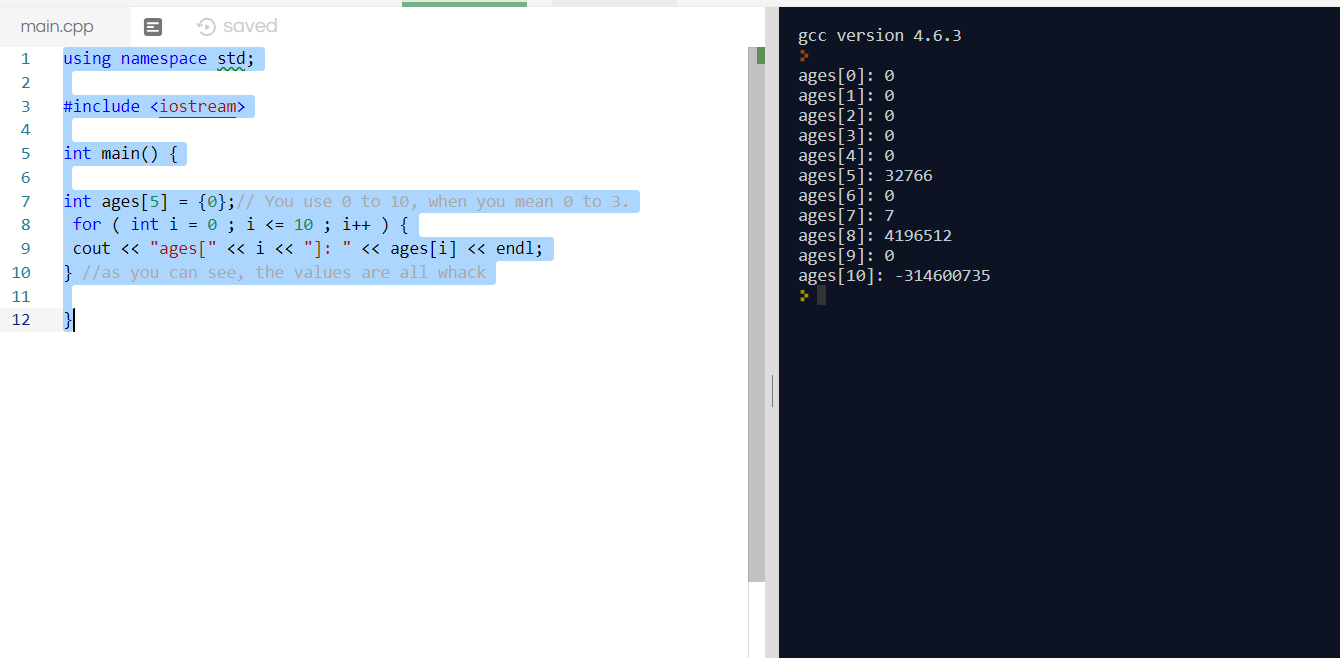 main.cpp
saved
1 using namespace std;
2
3 #include <iostream>
4
5 int main() {
6
7 int ages[5] = {0};// You use 0 to 10, when you mean 0 to 3.
8 for ( int i = 0 ; i <= 10 ; i++ ) {
9 cout << "ages[" << i << "]: " << ages[i] << endl;
10 } //as you can see, the values are all whack
11
12 }
gcc version 4.6.3
ages[0]: 0
ages[1]: 0
ages[2]: 0
ages[3]: 0
ages[4]: 0
ages[5]: 32766
ages[6]: 0
ages[7]: 7
ages[8]: 4196512
ages[9]: 0
ages[10]: -314600735